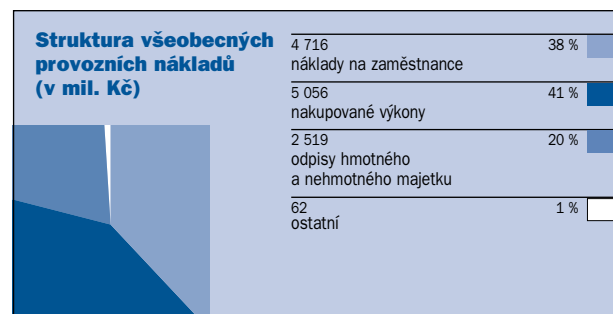 Struktura všeobecných
provozních nákladů
(v mil. Kč)
4 716 38 %
náklady na zaměstnance
5 056 41 %
nakupované výkony
2 519 20 %
odpisy hmotného
a nehmotného majetku
62 1 %
ostatní